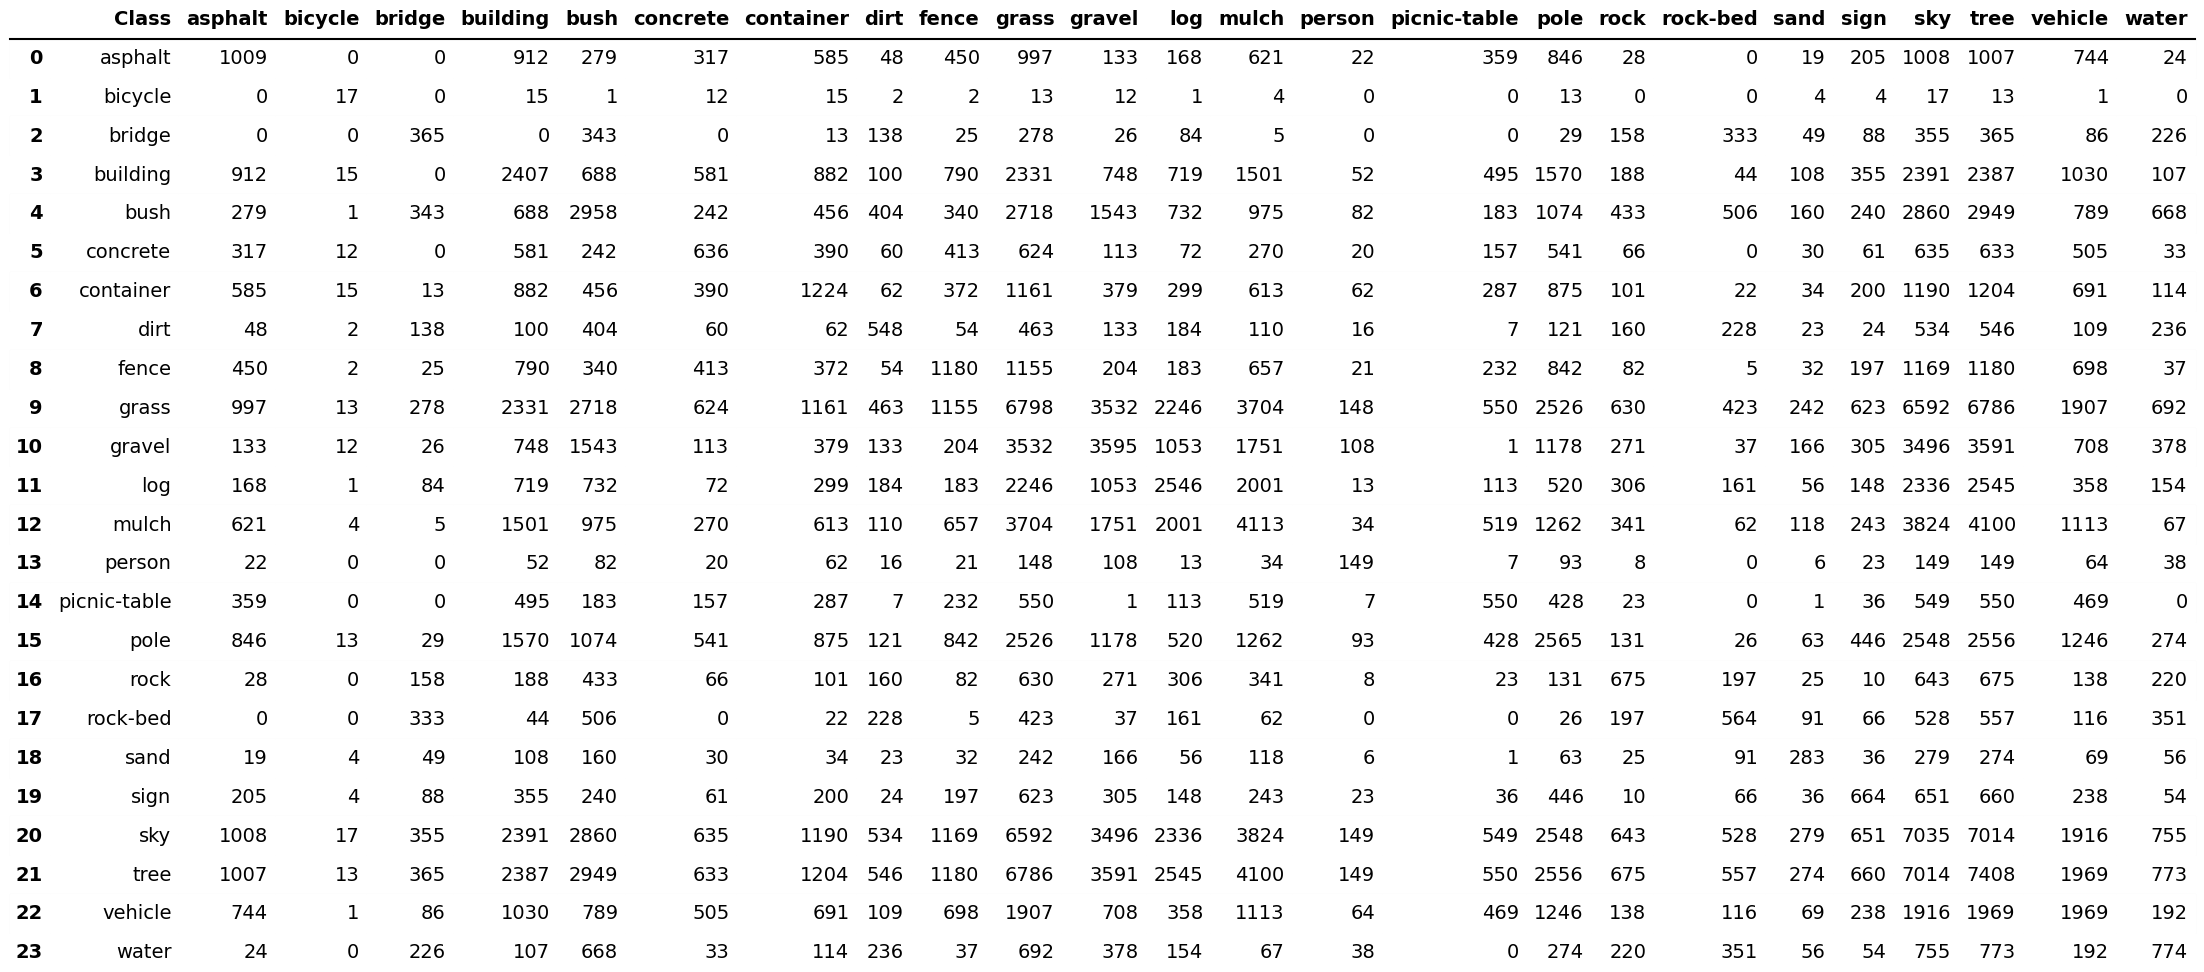 Class asphalt bicycle bridge building bush concrete container dirt fence grass gravel log mulch person picnic-table pole rock rock-bed sand sign sky tree vehicle water
0 asphalt 1009 0 0 912 279 317 585 48 450 997 133 168 621 22 359 846 28 0 19 205 1008 1007 744 24
1 bicycle 0 17 0 15 1 12 15 2 2 13 12 1 4 0 0 13 0 0 4 4 17 13 1 0
2 bridge 0 0 365 0 343 0 13 138 25 278 26 84 5 0 0 29 158 333 49 88 355 365 86 226
3 building 912 15 0 2407 688 581 882 100 790 2331 748 719 1501 52 495 1570 188 44 108 355 2391 2387 1030 107
4 bush 279 1 343 688 2958 242 456 404 340 2718 1543 732 975 82 183 1074 433 506 160 240 2860 2949 789 668
5 concrete 317 12 0 581 242 636 390 60 413 624 113 72 270 20 157 541 66 0 30 61 635 633 505 33
6 container 585 15 13 882 456 390 1224 62 372 1161 379 299 613 62 287 875 101 22 34 200 1190 1204 691 114
7 dirt 48 2 138 100 404 60 62 548 54 463 133 184 110 16 7 121 160 228 23 24 534 546 109 236
8 fence 450 2 25 790 340 413 372 54 1180 1155 204 183 657 21 232 842 82 5 32 197 1169 1180 698 37
9 grass 997 13 278 2331 2718 624 1161 463 1155 6798 3532 2246 3704 148 550 2526 630 423 242 623 6592 6786 1907 692
10 gravel 133 12 26 748 1543 113 379 133 204 3532 3595 1053 1751 108 1 1178 271 37 166 305 3496 3591 708 378
11 log 168 1 84 719 732 72 299 184 183 2246 1053 2546 2001 13 113 520 306 161 56 148 2336 2545 358 154
12 mulch 621 4 5 1501 975 270 613 110 657 3704 1751 2001 4113 34 519 1262 341 62 118 243 3824 4100 1113 67
13 person 22 0 0 52 82 20 62 16 21 148 108 13 34 149 7 93 8 0 6 23 149 149 64 38
14 picnic-table 359 0 0 495 183 157 287 7 232 550 1 113 519 7 550 428 23 0 1 36 549 550 469 0
15 pole 846 13 29 1570 1074 541 875 121 842 2526 1178 520 1262 93 428 2565 131 26 63 446 2548 2556 1246 274
16 rock 28 0 158 188 433 66 101 160 82 630 271 306 341 8 23 131 675 197 25 10 643 675 138 220
17 rock-bed 0 0 333 44 506 0 22 228 5 423 37 161 62 0 0 26 197 564 91 66 528 557 116 351
18 sand 19 4 49 108 160 30 34 23 32 242 166 56 118 6 1 63 25 91 283 36 279 274 69 56
19 sign 205 4 88 355 240 61 200 24 197 623 305 148 243 23 36 446 10 66 36 664 651 660 238 54
20 sky 1008 17 355 2391 2860 635 1190 534 1169 6592 3496 2336 3824 149 549 2548 643 528 279 651 7035 7014 1916 755
21 tree 1007 13 365 2387 2949 633 1204 546 1180 6786 3591 2545 4100 149 550 2556 675 557 274 660 7014 7408 1969 773
22 vehicle 744 1 86 1030 789 505 691 109 698 1907 708 358 1113 64 469 1246 138 116 69 238 1916 1969 1969 192
23 water 24 0 226 107 668 33 114 236 37 692 378 154 67 38 0 274 220 351 56 54 755 773 192 774